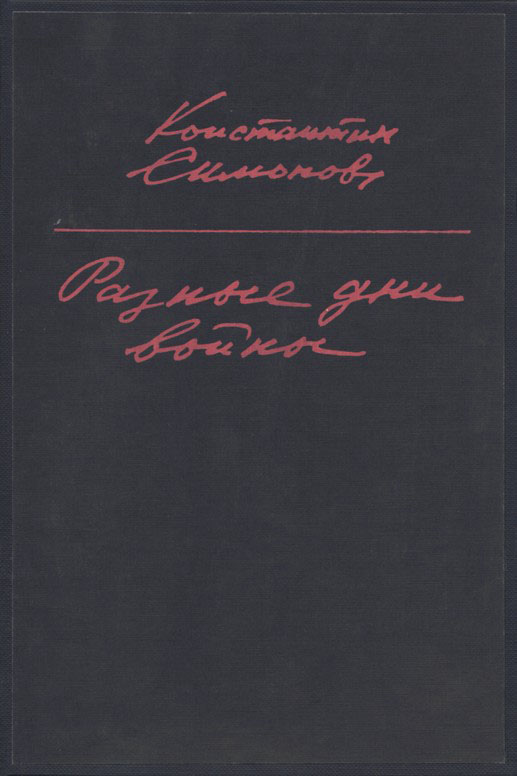 Константин
Симонов
Разные дни
войны